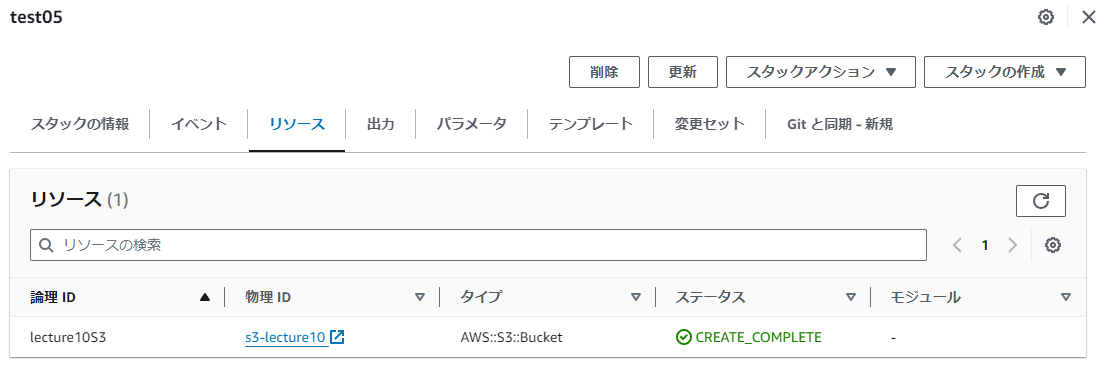 test05
削除 更新 スタックアクション スタックの作成
スタックの情報 イベント リソース 出力 パラメータ テンプレート 変更セット Git と同期 - 新規
リソース (1)
リソースの検索 1
論理 ID 物理 ID タイプ ステータス モジュール
lecture10S3 s3-lecture10 AWS::S3::Bucket CREATE_COMPLETE -